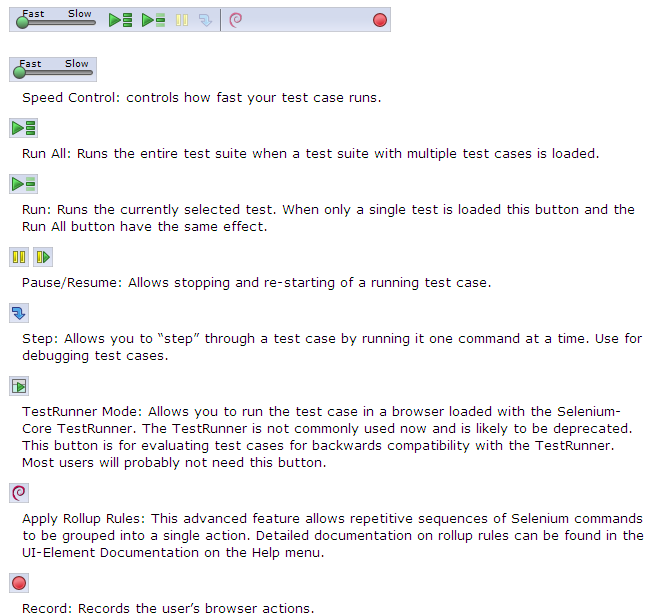 Fast Slow
Fast Slow
Speed Control: controls how fast your test case runs.
Run All: Runs the entire test suite when a test suite with multiple test cases is loaded.
Run: Runs the currently selected test. When only a single test is loaded this button and the
Run All button have the same effect.
Pause/Resume: Allows stopping and re-starting of a running test case.
Step: Allows you to “step” through a test case by running it one command at a time. Use for
debugging test cases.
TestRunner Mode: Allows you to run the test case in a browser loaded with the Selenium-
Core TestRunner. The TestRunner is not commonly used now and is likely to be deprecated.
This button is for evaluating test cases for backwards compatibility with the TestRunner.
Most users will probably not need this button.
Apply Rollup Rules: This advanced feature allows repetitive sequences of Selenium commands
to be grouped into a single action. Detailed documentation on rollup rules can be found in the
UI-Element Documentation on the Help menu.
Record: Records the user’s browser actions.